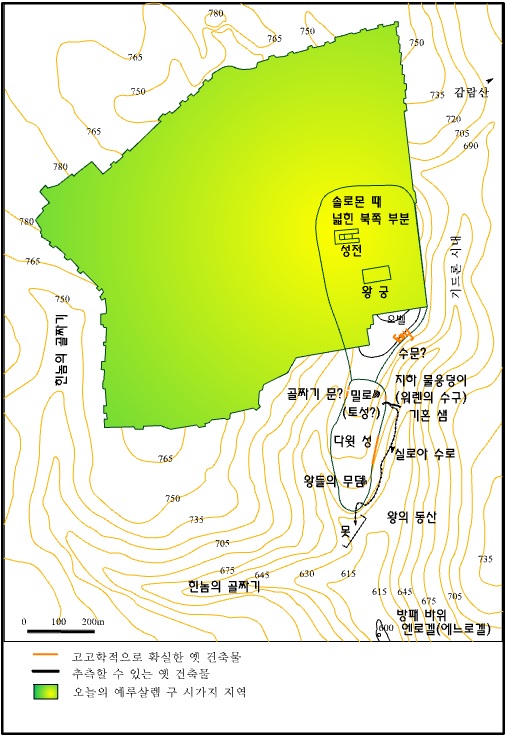 780
765
750
750
750
735
감람산
720
705
690
765
780
780
765
솔로몬 때
넓힌 북쪽 부분
성전
왕 궁
기드론 시내
750
한놈의 골짜기
오벨
수문?
골짜기 문?
밀로
(토성?)
지하 물웅덩이
(워렌의 수구)
기혼 샘
다윗 성
실로아 수로
765
왕들의 무덤
750
못
왕의 동산
735
705
735
675
645
630
615
한놈의 골짜기
615
645
675
705
방패 바위
600
엔로겔(에느로겔)
0 100 200m
고고학적으로 확실한 옛 건축물
추측할 수 있는 옛 건축물
오늘의 예루살렘 구 시가지 지역